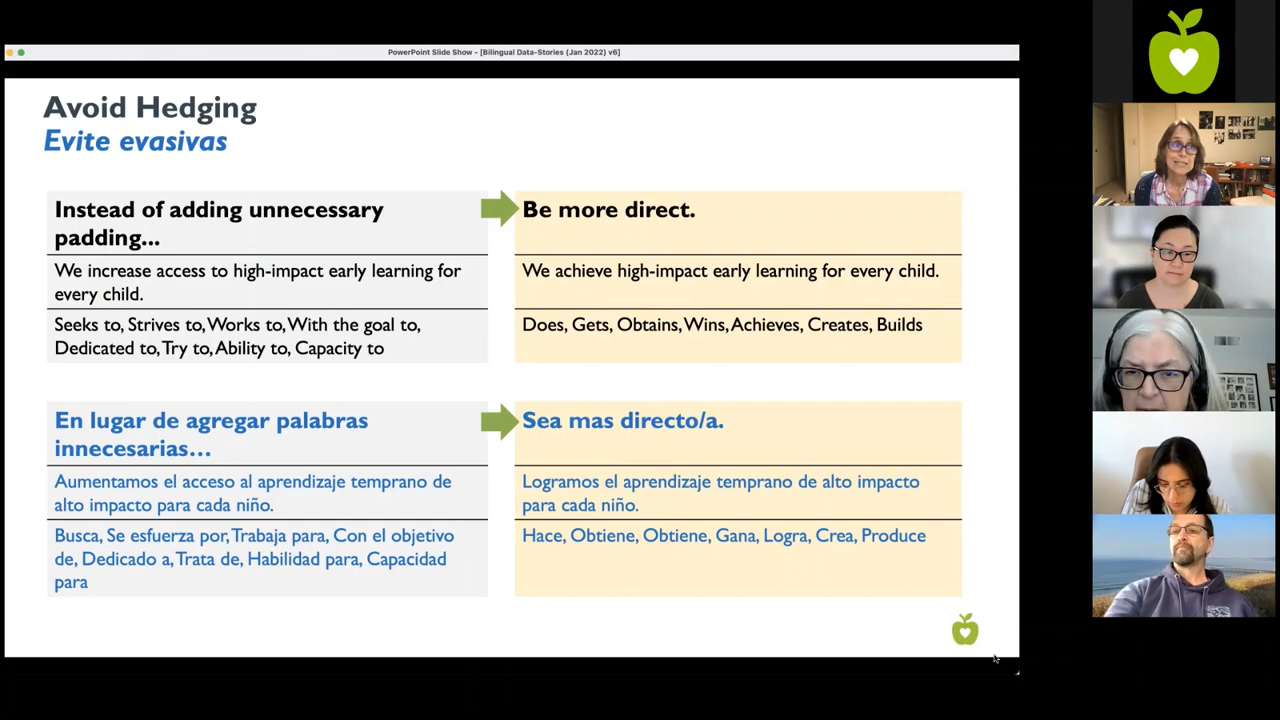 PowerPoint Slide Show - [Bilingual Data-Stories (Jan 2022) v6]
Avoid Hedging
Evite evasivas
Instead of adding unnecessary
padding...
Be more direct.
We increase access to high-impact early learning for
every child.
We achieve high-impact early learning for every child.
Seeks to, Strives to, Works to, With the goal to,
Dedicated to, Try to, Ability to, Capacity to
Does, Gets, Obtains, Wins, Achieves, Creates, Builds
En lugar de agregar palabras
innecesarias…
Sea mas directo/a.
Aumentamos el acceso al aprendizaje temprano de
alto impacto para cada niño.
Logramos el aprendizaje temprano de alto impacto
para cada niño.
Busca, Se esfuerza por, Trabaja para, Con el objetivo
de, Dedicado a, Trata de, Habilidad para, Capacidad
para
Hace, Obtiene, Obtiene, Gana, Logra, Crea, Produce